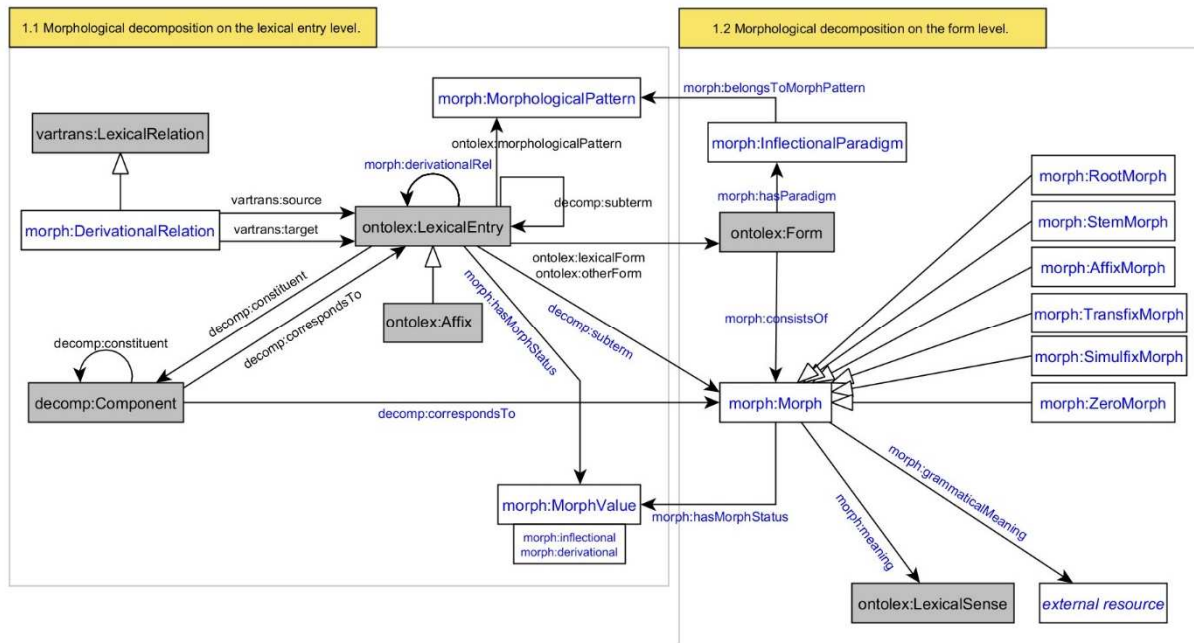 1.1 Morphological decomposition on the lexical entry level.
1.2 Morphological decomposition on the form level.
morph:MorphologicalPattern
morph:belongsToMorphPattern
vartrans:LexicalRelation
ontolex:morphologicalPattern
morph:InflectionalParadigm
morph:derivationalRel
morph:RootMorph
vartrans:source
decomp:subterm
morph:hasParadigm
morph:StemMorph
morph:DerivationalRelation
ontolex:LexicalEntry
ontolex:Form
vartrans:target
ontolex:lexicalForm
ontolex:otherForm
morph:AffixMorph
decomp:constituent
decomp:correspondsTo
ontolex:Affix
morph:hasMorphStatus
decomp:subterm
morph:consistsOf
morph:TransfixMorph
decomp:constituent
morph:SimulfixMorph
decomp:Component
decomp:correspondsTo
morph:Morph
morph:ZeroMorph
morph:MorphValue
morph:hasMorphStatus
morph:inflectional
morph:derivational
morph:meaning
morph:grammaticalMeaning
ontolex:LexicalSense
external resource